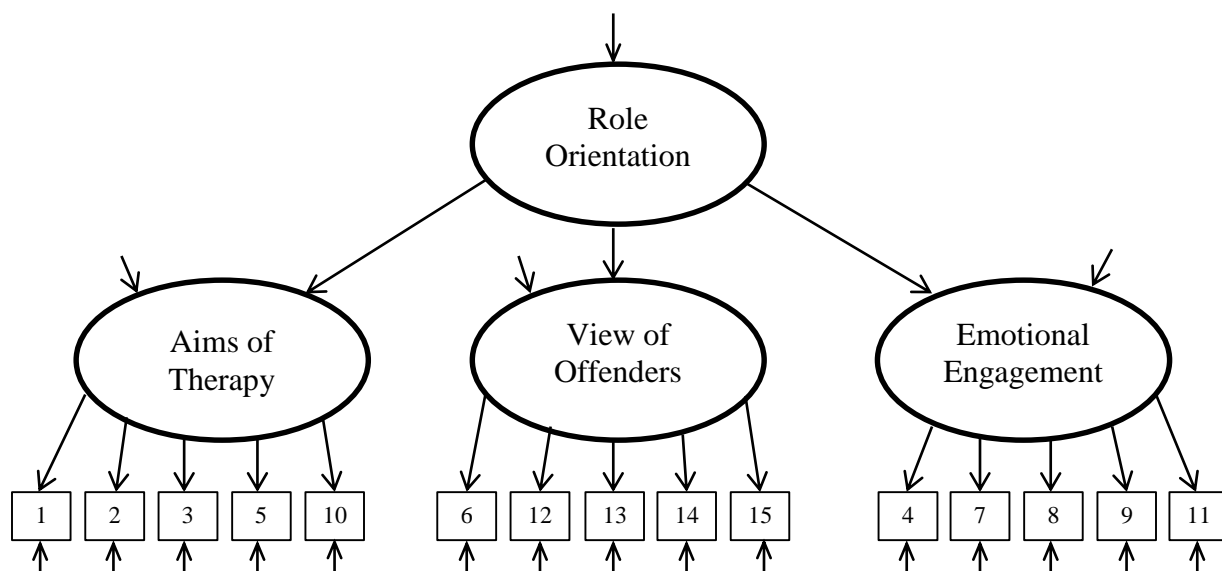 Role
Orientation
Aims of
Therapy
View of
Offenders
Emotional
Engagement
1 2 3 5 10 6 12 13 14 15 4 7 8 9 11